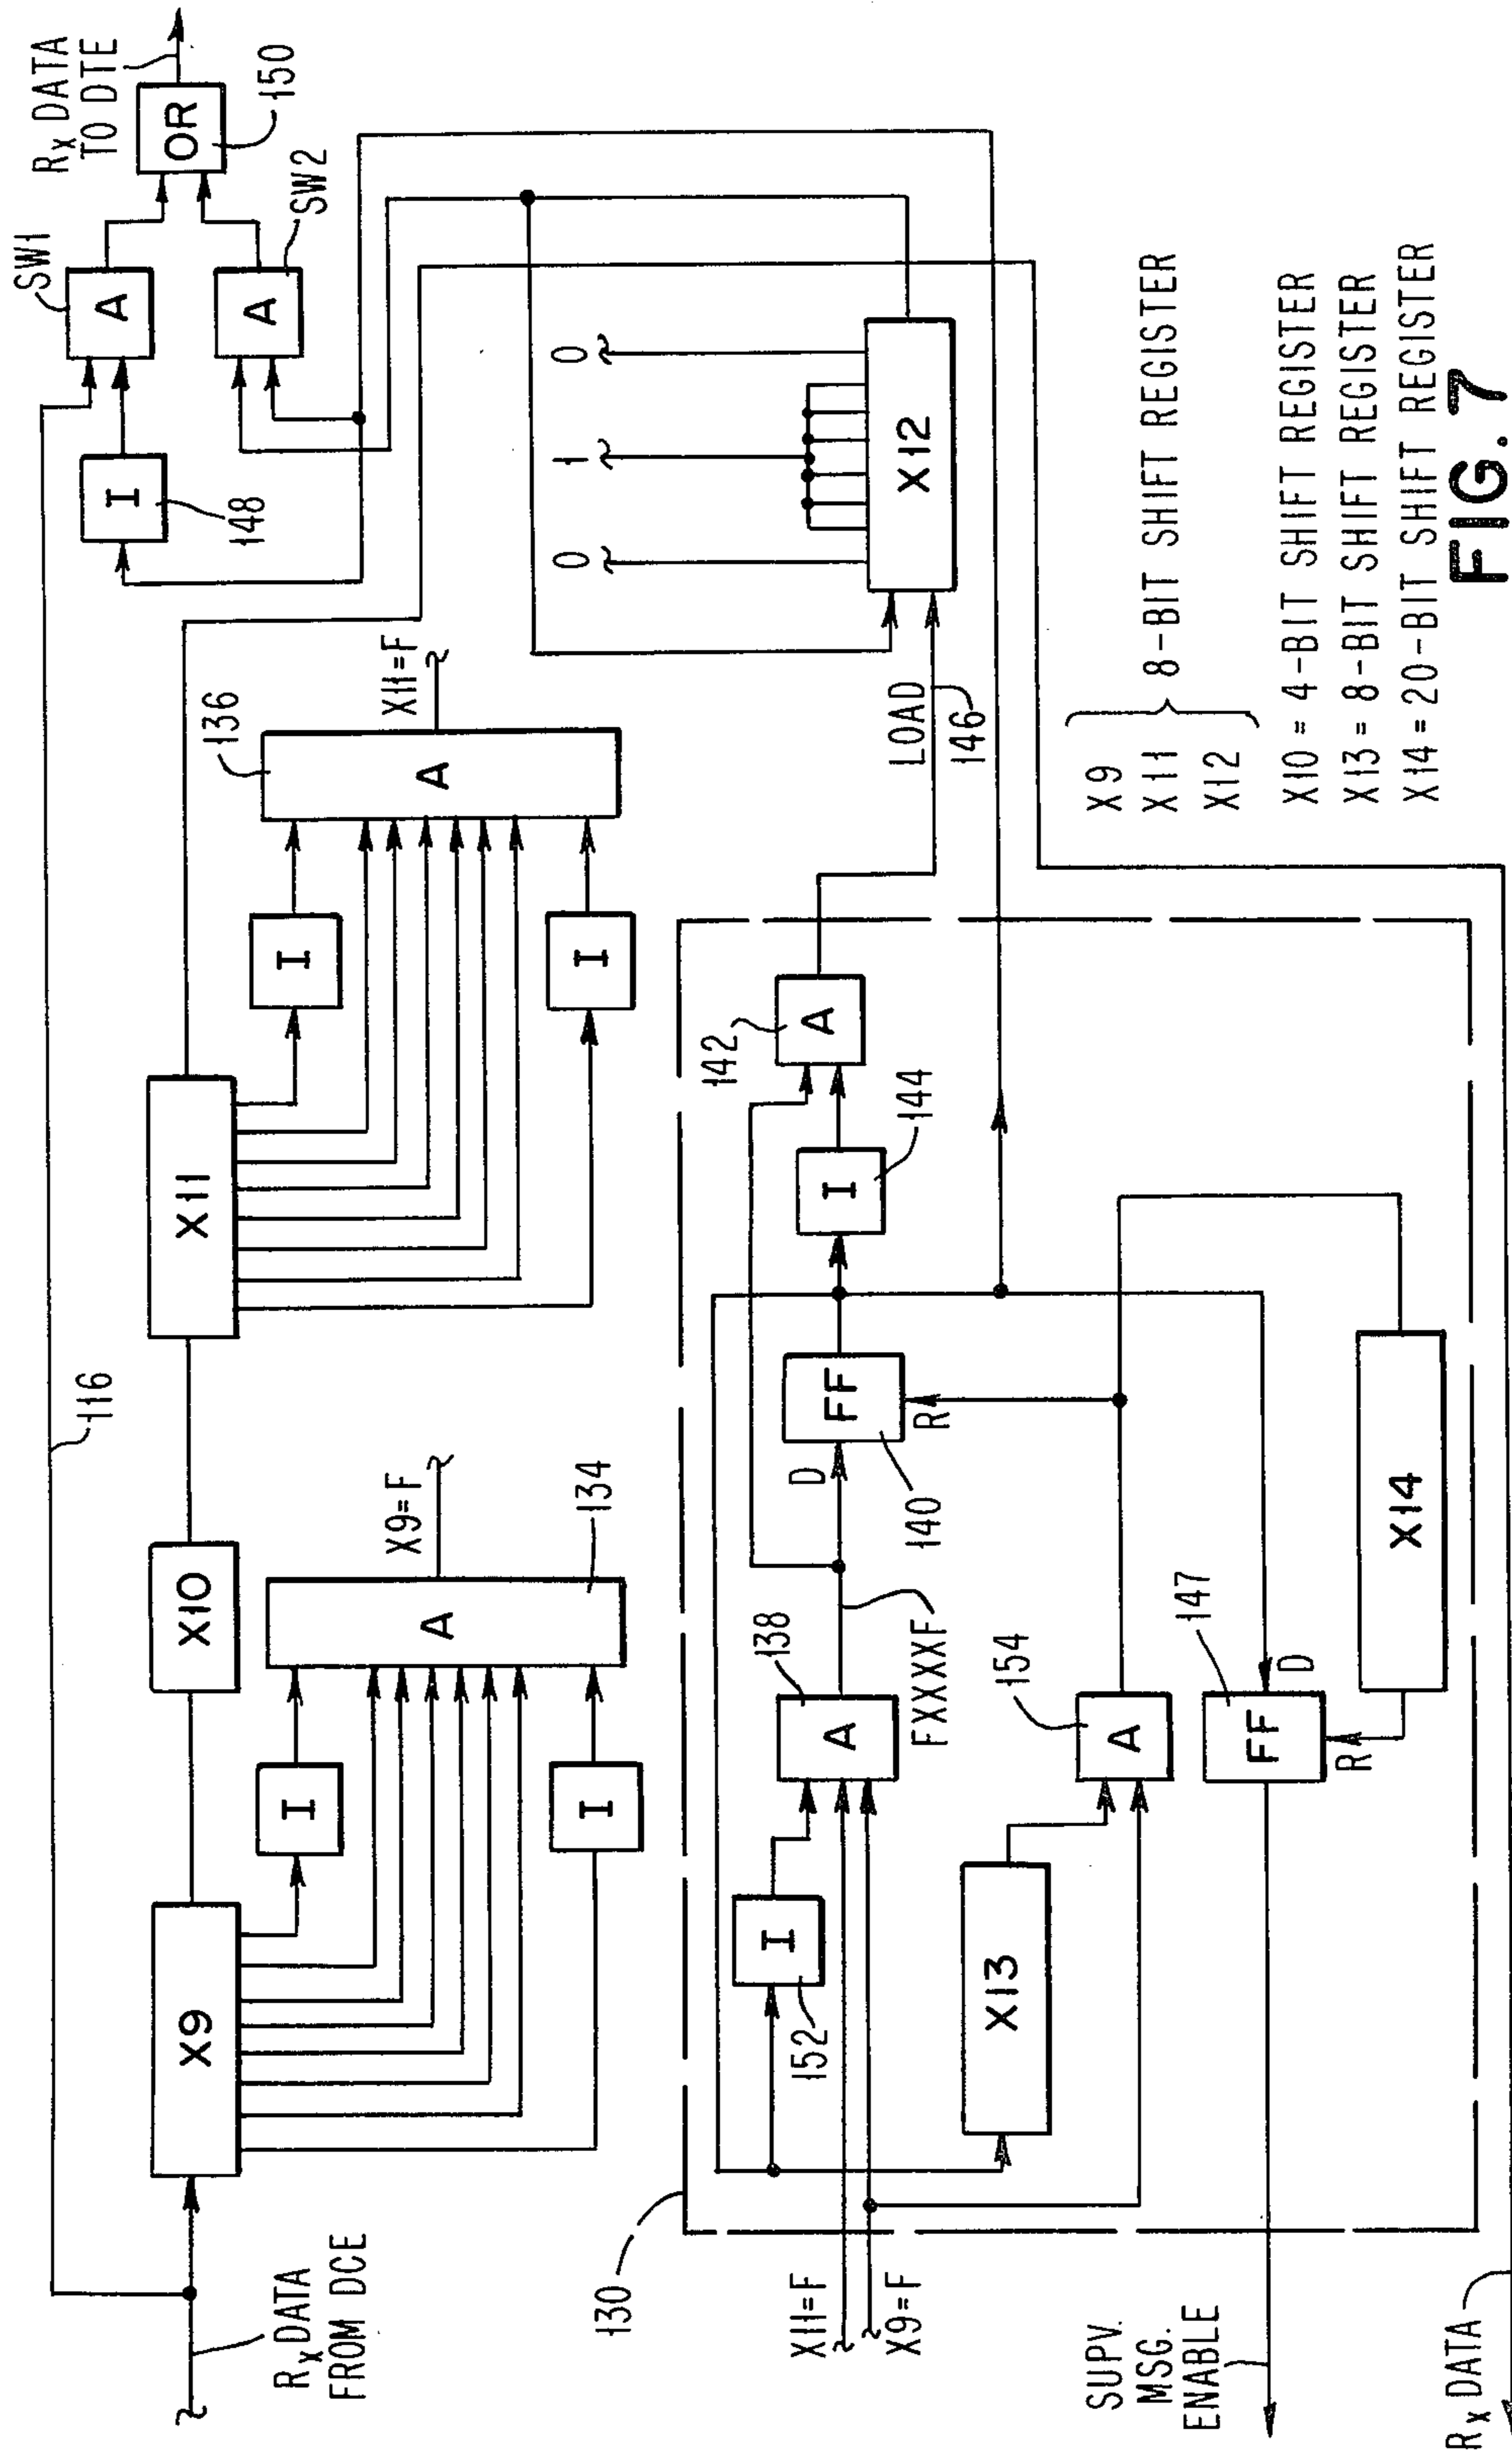 RX DATA
FROM DCE
116
X9
X10
X11
I
I
A
X9=F
134
I
I
A
136
X11=F
I
148
SW1
A
A
SW2
OR
150
RX DATA
TO DTE
0
1
0
X12
LOAD
146
130
X11=F
X9=F
I
152
A
138
FXXXF
D
FF
R
140
I
144
A
142
X13
A
154
FF
147
D
R
X14
SUPV.
MSG.
ENABLE
RX DATA
X9
X11
X12
8-BIT SHIFT REGISTER
X10 = 4-BIT SHIFT REGISTER
X13 = 8-BIT SHIFT REGISTER
X14 = 20-BIT SHIFT REGISTER
FIG. 7